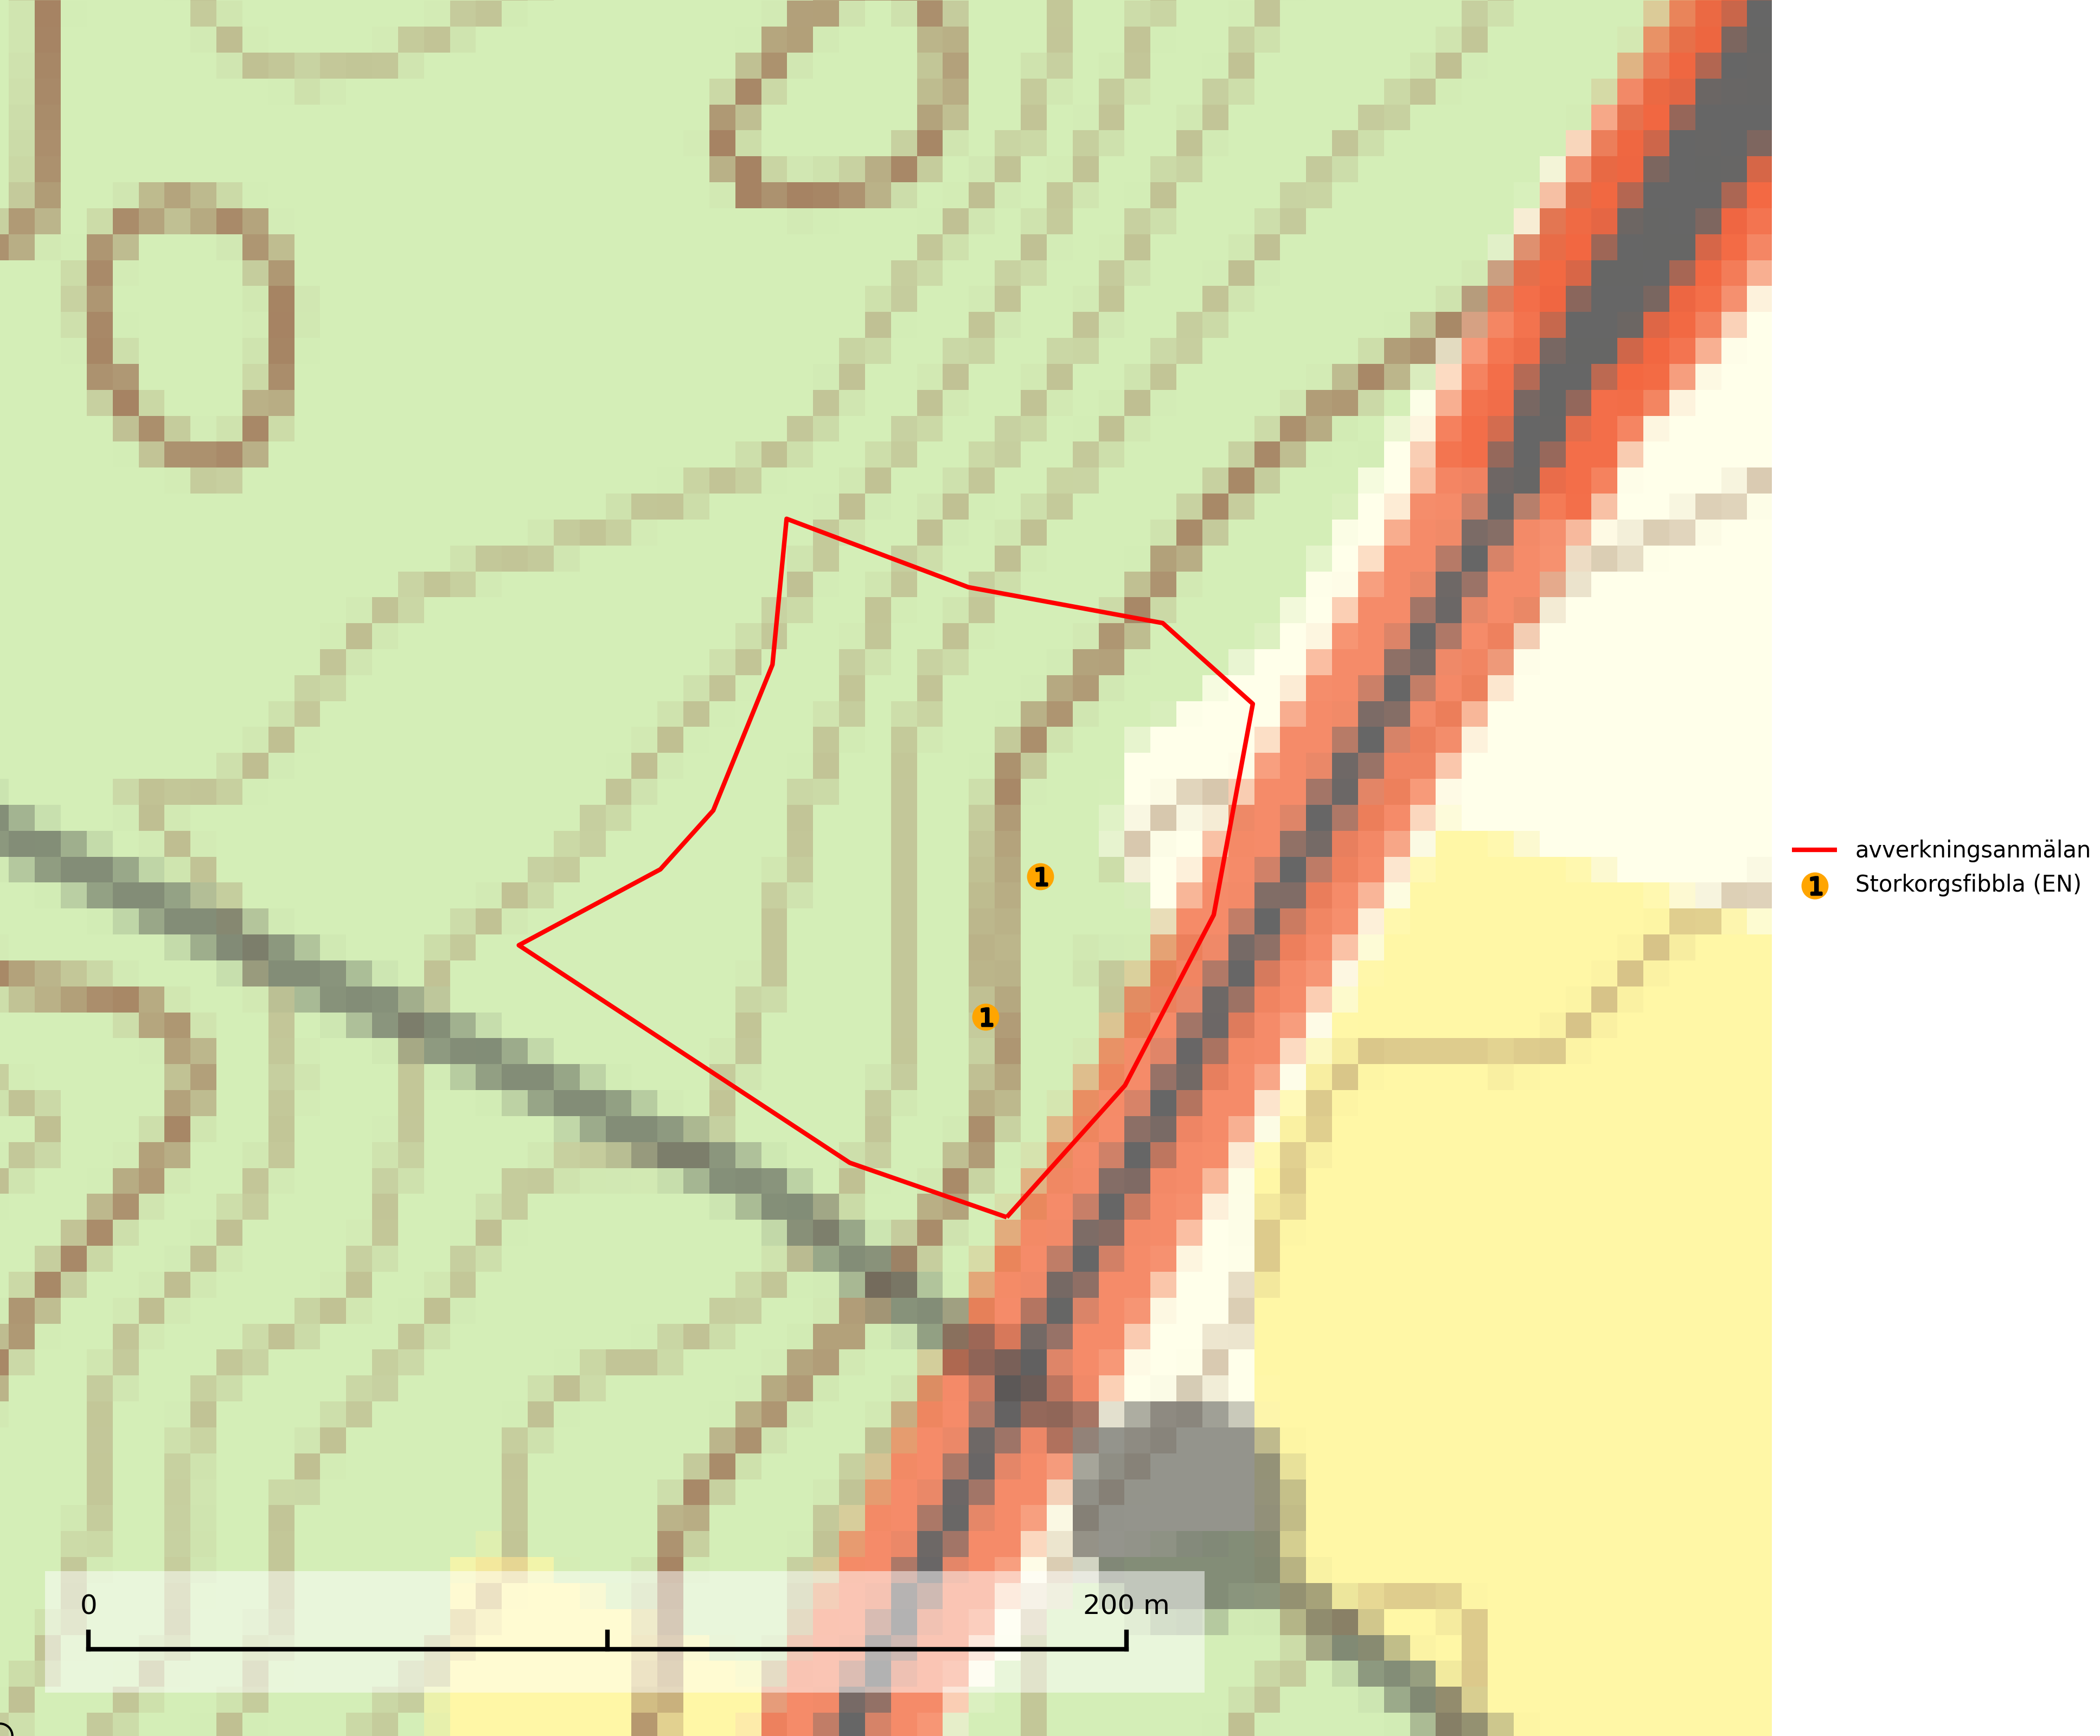 1
1
avverkningsanmälan
1 Storkorgsfibbla (EN)
0 200 m